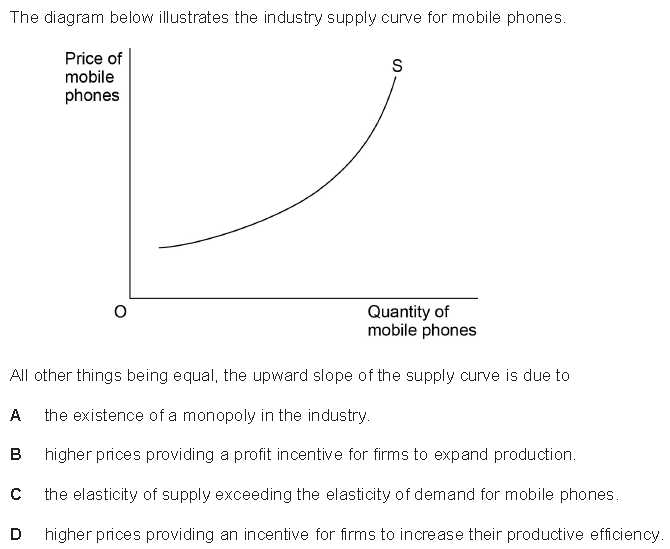 The diagram below illustrates the industry supply curve for mobile phones.
Price of
mobile
phones
S
O
Quantity of
mobile phones
All other things being equal, the upward slope of the supply curve is due to
A the existence of a monopoly in the industry.
B higher prices providing a profit incentive for firms to expand production.
C the elasticity of supply exceeding the elasticity of demand for mobile phones.
D higher prices providing an incentive for firms to increase their productive efficiency.